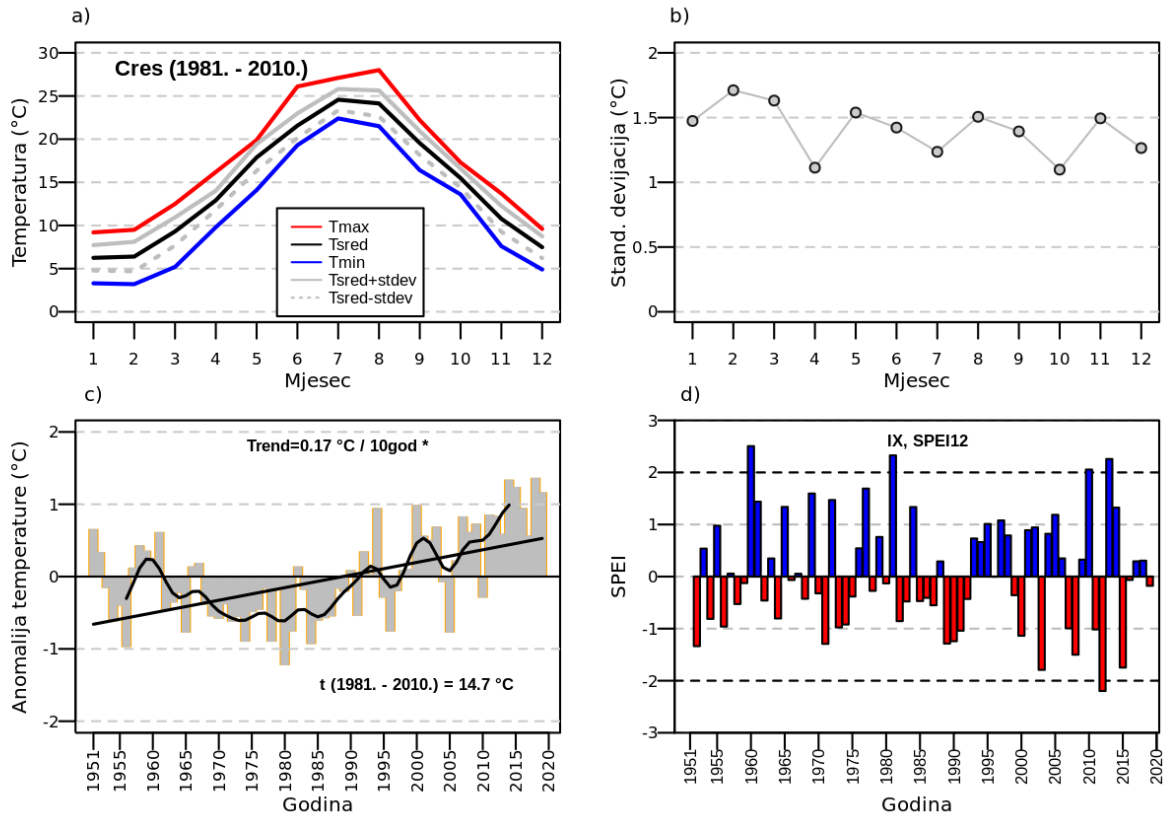 a)
Cres (1981. - 2010.)
Temperatura (°C)
30
25
20
15
10
5
0
Tmax
Tsred
Tmin
Tsred+stdev
Tsred-stdev
1 2 3 4 5 6 7 8 9 10 11 12
Mjesec
b)
Stand. devijacija (°C)
2
1.5
1
0.5
0
1 2 3 4 5 6 7 8 9 10 11 12
Mjesec
c)
Trend=0.17 °C / 10god *
Anomalija temperature (°C)
2
1
0
-1
-2
t (1981. - 2010.) = 14.7 °C
1951 1955 1960 1965 1970 1975 1980 1985 1990 1995 2000 2005 2010 2015 2020
Godina
d)
IX, SPEI12
SPEI
3
2
1
0
-1
-2
-3
1951 1955 1960 1965 1970 1975 1980 1985 1990 1995 2000 2005 2010 2015 2020
Godina